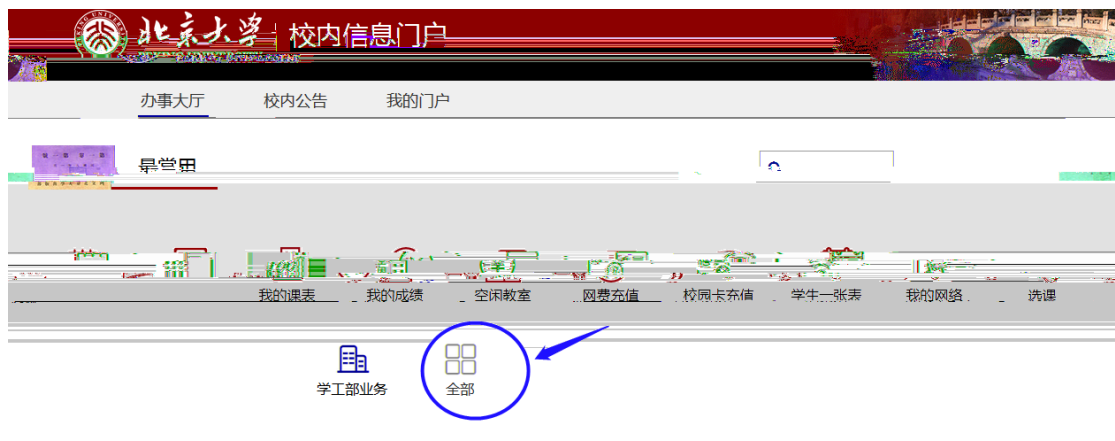 北京大学 校内信息门户
办事大厅 校内公告 我的门户
最常用
我的课表 我的成绩 空闲教室 网费充值 校园卡充值 学生一张表 我的网络 选课
学工部业务 全部